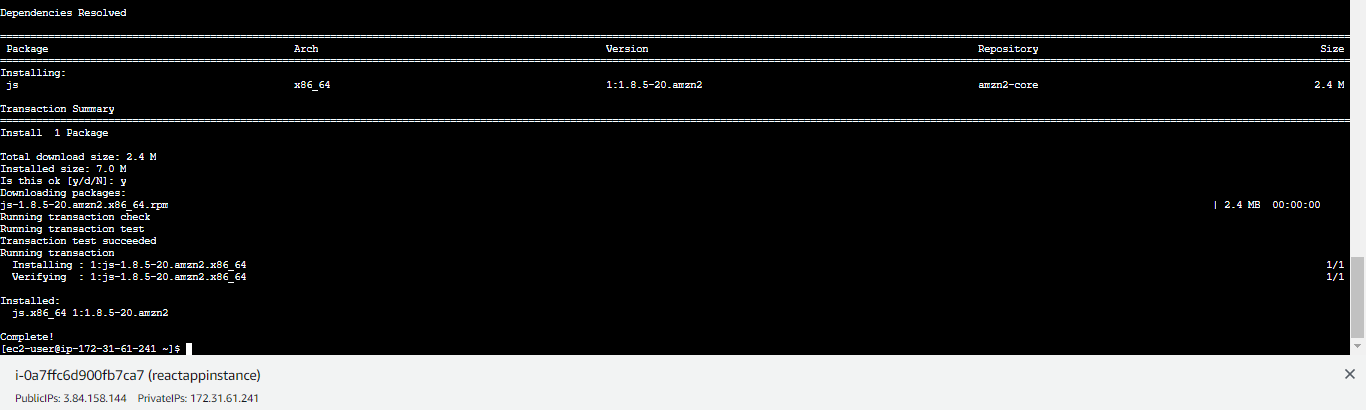 Dependencies Resolved
Package Arch Version Repository Size
Installing:
js x86_64 1:1.8.5-20.amzn2 amzn2-core 2.4 M
Transaction Summary
Install 1 Package
Total download size: 2.4 M
Installed size: 7.0 M
Is this ok [y/d/N]: y
Downloading packages:
js-1.8.5-20.amzn2.x86_64.rpm | 2.4 MB 00:00:00
Running transaction check
Running transaction test
Transaction test succeeded
Running transaction
Installing : 1:js-1.8.5-20.amzn2.x86_64 1/1
Verifying : 1:js-1.8.5-20.amzn2.x86_64 1/1
Installed:
js.x86_64 1:1.8.5-20.amzn2
Complete!
[ec2-user@ip-172-31-61-241 ~]$
i-0a7ffc6d900fb7ca7 (reactappinstance)
PublicIPs: 3.84.158.144 PrivateIPs: 172.31.61.241